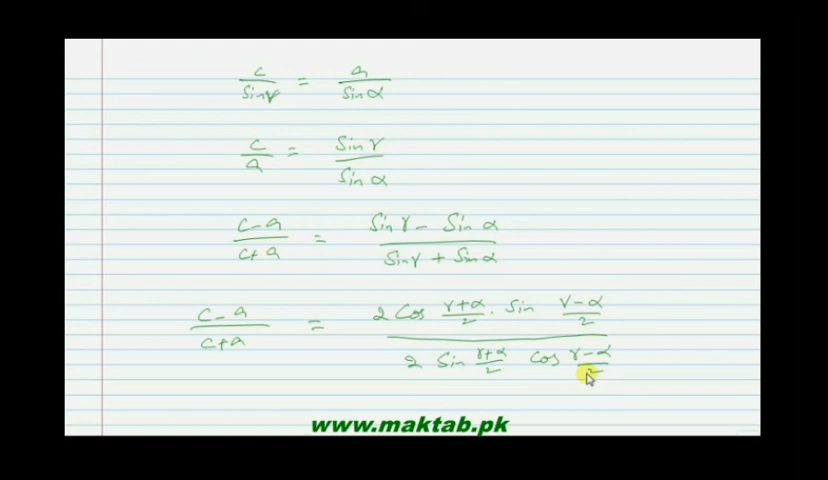 c/Sinγ = a/Sinα
c/a = Sinγ/Sinα
c-a/c+a = Sinγ - Sinα/Sinγ + Sinα
c-a/c+a = 2 Cos γ+α/2 . Sin γ-α/2 / 2 Sin γ+α/2 Cos γ-α/2
www.maktab.pk